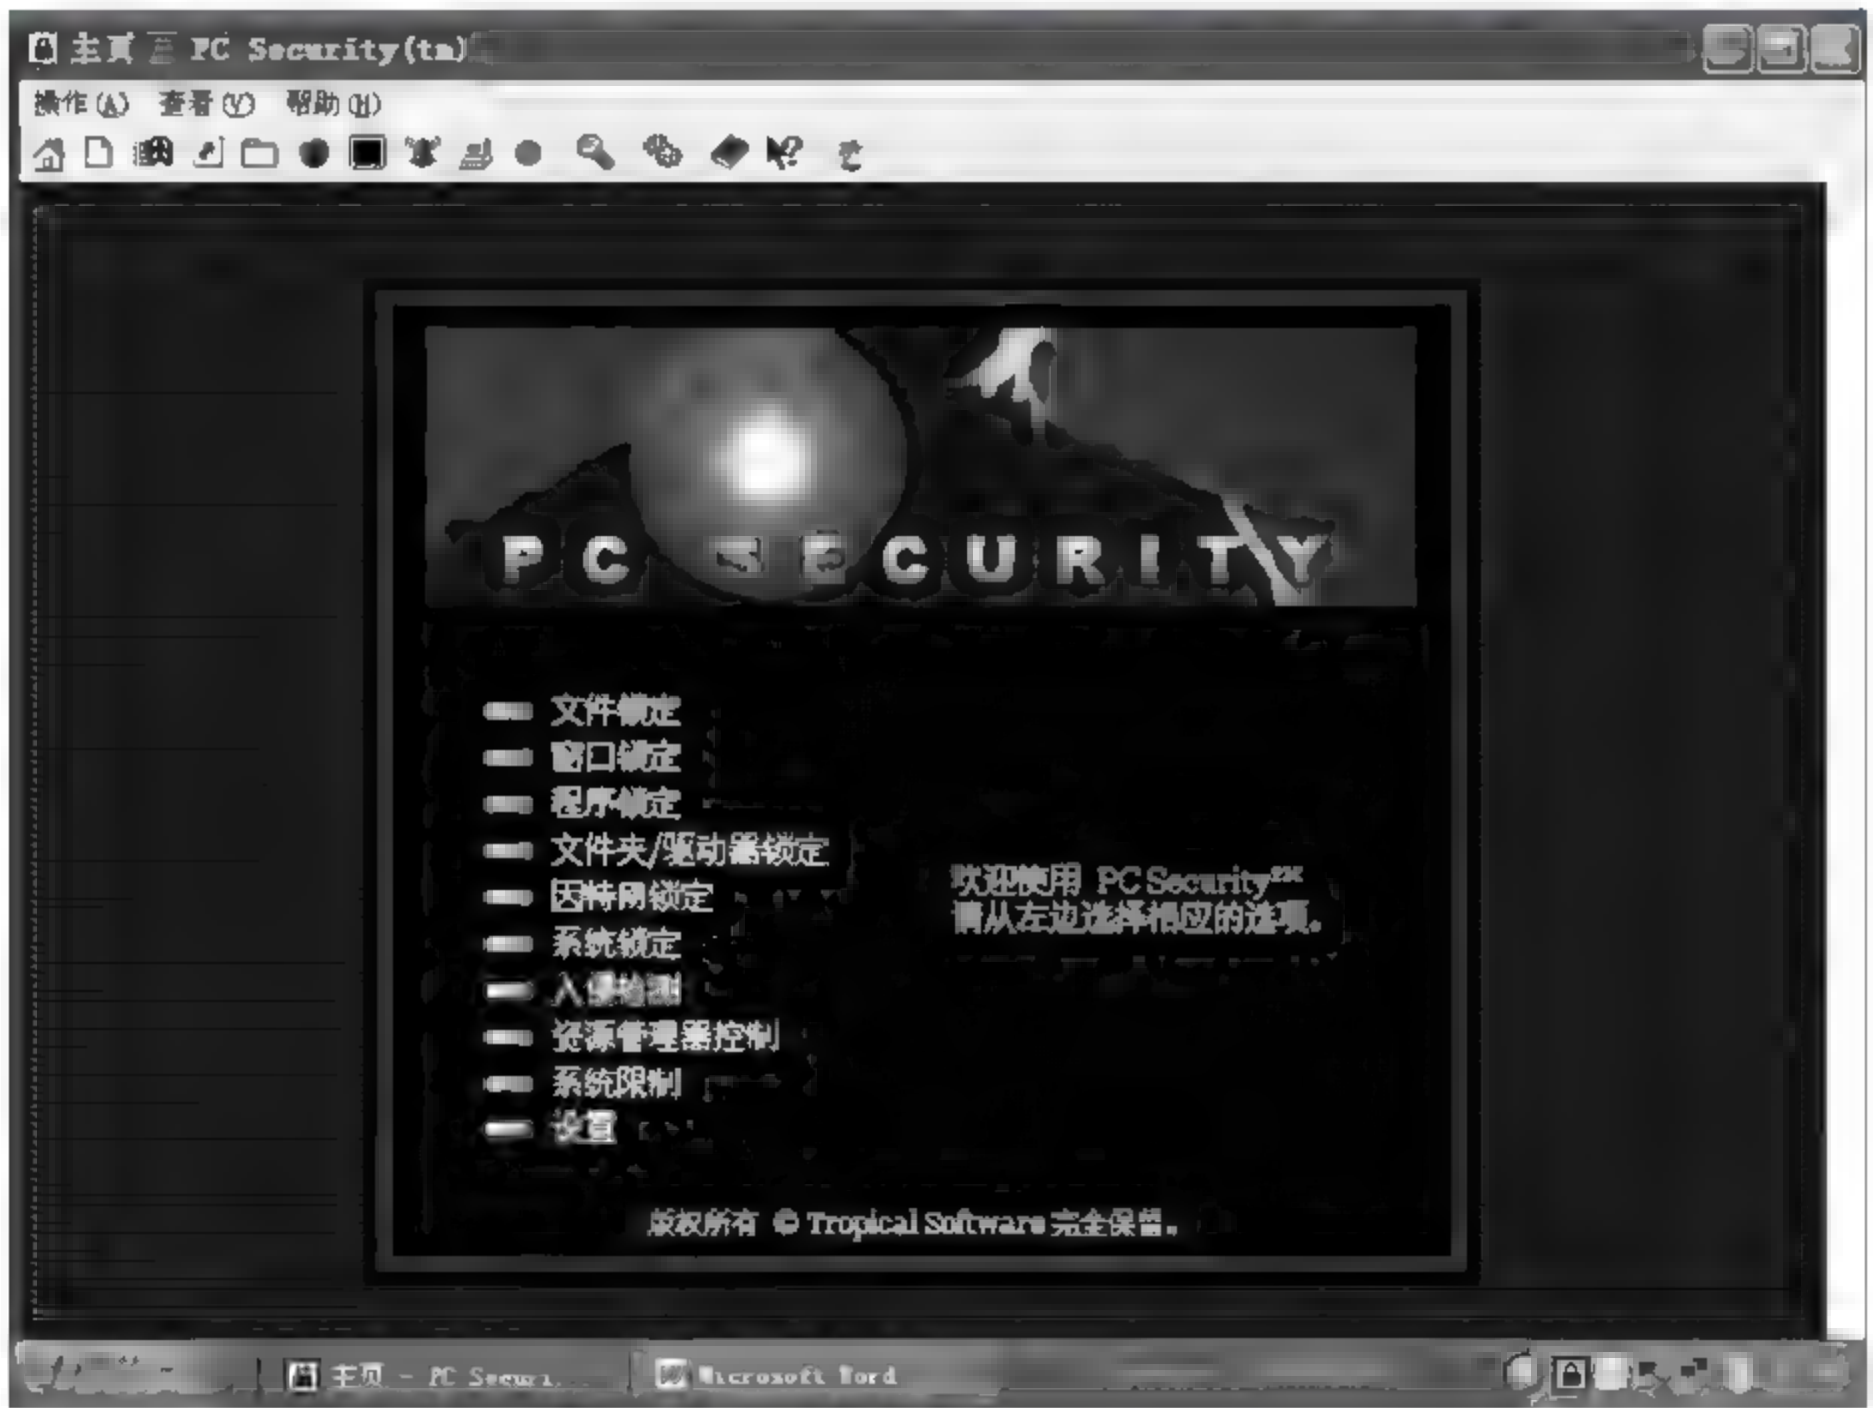 主页 PC Security(tm)
操作(A) 查看(V) 帮助(H)
PC SECURITY
文件锁定
窗口锁定
程序锁定
文件夹/驱动器锁定
因特网锁定
系统锁定
入侵检测
资源管理器控制
系统限制
设置
欢迎使用 PC Security
请从左边选择相应的选项。
版权所有 © Tropical Software 完全保留。
主页 - PC Securi...
Microsoft Word